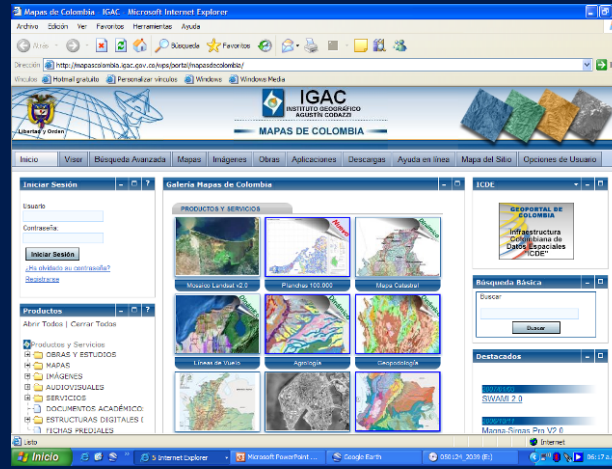 Mapas de Colombia - IGAC - Microsoft Internet Explorer
Archivo Edición Ver Favoritos Herramientas Ayuda
Atrás Búsqueda Favoritos
Dirección http://mapascolombia.igac.gov.co/wps/portal/mapasdecolombia/ Ir
Vínculos Hotmail gratuito Personalizar vínculos Windows Windows Media
Libertad y Orden
IGAC
INSTITUTO GEOGRÁFICO
AGUSTÍN CODAZZI
MAPAS DE COLOMBIA
Inicio Visor Búsqueda Avanzada Mapas Imágenes Obras Aplicaciones Descargas Ayuda en línea Mapa del Sitio Opciones de Usuario
Iniciar Sesión
Usuario
Contraseña:
Iniciar Sesión
¿Ha olvidado su contraseña?
Registrarse
Productos
Abrir Todos | Cerrar Todos
Productos y Servicios
OBRAS Y ESTUDIOS
MAPAS
IMÁGENES
AUDIOVISUALES
SERVICIOS
DOCUMENTOS ACADÉMICO:
ESTRUCTURAS DIGITALES E
FICHAS PREDIALES
Galería Mapas de Colombia
PRODUCTOS Y SERVICIOS
Nuevo
Mosaico Landsat v2.0 Planchas 100.000 Mapa Catastral
Líneas de Vuelo Agrología Geopedología
ICDE
GEOPORTAL DE
COLOMBIA
Infraestructura
Colombiana de
Datos Espaciales
"ICDE"
Búsqueda Básica
Buscar
Buscar
Destacados
SWAMI 2.0
Magna-Sirgas Pro V2.0
Listo Internet
Inicio 5 Internet Explorer Microsoft PowerPoint ... Google Earth